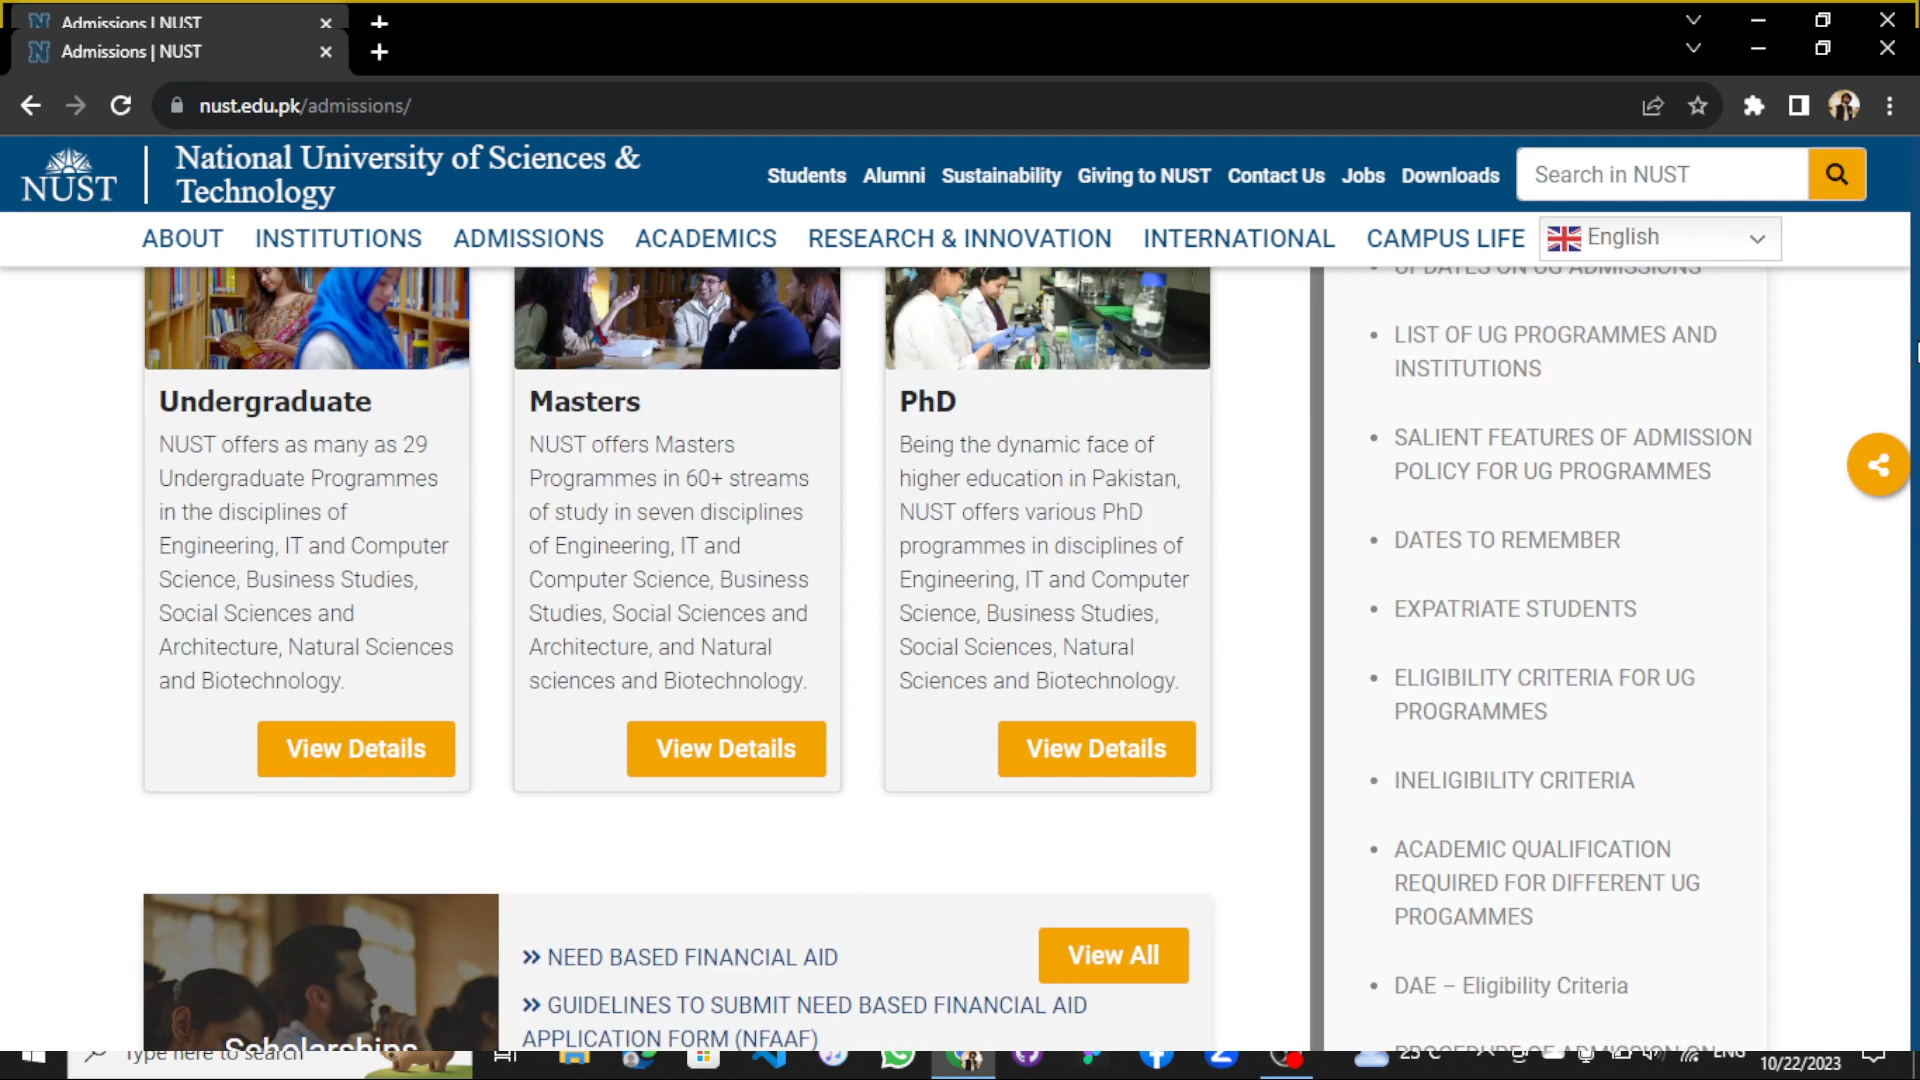 Admissions | NUST
Admissions | NUST
nust.edu.pk/admissions/
NUST
National University of Sciences &
Technology
Students Alumni Sustainability Giving to NUST Contact Us Jobs Downloads
Search in NUST
ABOUT INSTITUTIONS ADMISSIONS ACADEMICS RESEARCH & INNOVATION INTERNATIONAL CAMPUS LIFE
English
Undergraduate
NUST offers as many as 29
Undergraduate Programmes
in the disciplines of
Engineering, IT and Computer
Science, Business Studies,
Social Sciences and
Architecture, Natural Sciences
and Biotechnology.
View Details
Masters
NUST offers Masters
Programmes in 60+ streams
of study in seven disciplines
of Engineering, IT and
Computer Science, Business
Studies, Social Sciences and
Architecture, and Natural
sciences and Biotechnology.
View Details
PhD
Being the dynamic face of
higher education in Pakistan,
NUST offers various PhD
programmes in disciplines of
Engineering, IT and Computer
Science, Business Studies,
Social Sciences, Natural
Sciences and Biotechnology.
View Details
UPDATES ON UG ADMISSIONS
• LIST OF UG PROGRAMMES AND
INSTITUTIONS
• SALIENT FEATURES OF ADMISSION
POLICY FOR UG PROGRAMMES
• DATES TO REMEMBER
• EXPATRIATE STUDENTS
• ELIGIBILITY CRITERIA FOR UG
PROGRAMMES
• INELIGIBILITY CRITERIA
• ACADEMIC QUALIFICATION
REQUIRED FOR DIFFERENT UG
PROGAMMES
• DAE – Eligibility Criteria
PROCEDURE OF ADMISSION ON
Scholarships
» NEED BASED FINANCIAL AID
View All
» GUIDELINES TO SUBMIT NEED BASED FINANCIAL AID
APPLICATION FORM (NFAAF)
Type here to search
25°C
ENG
10/22/2023